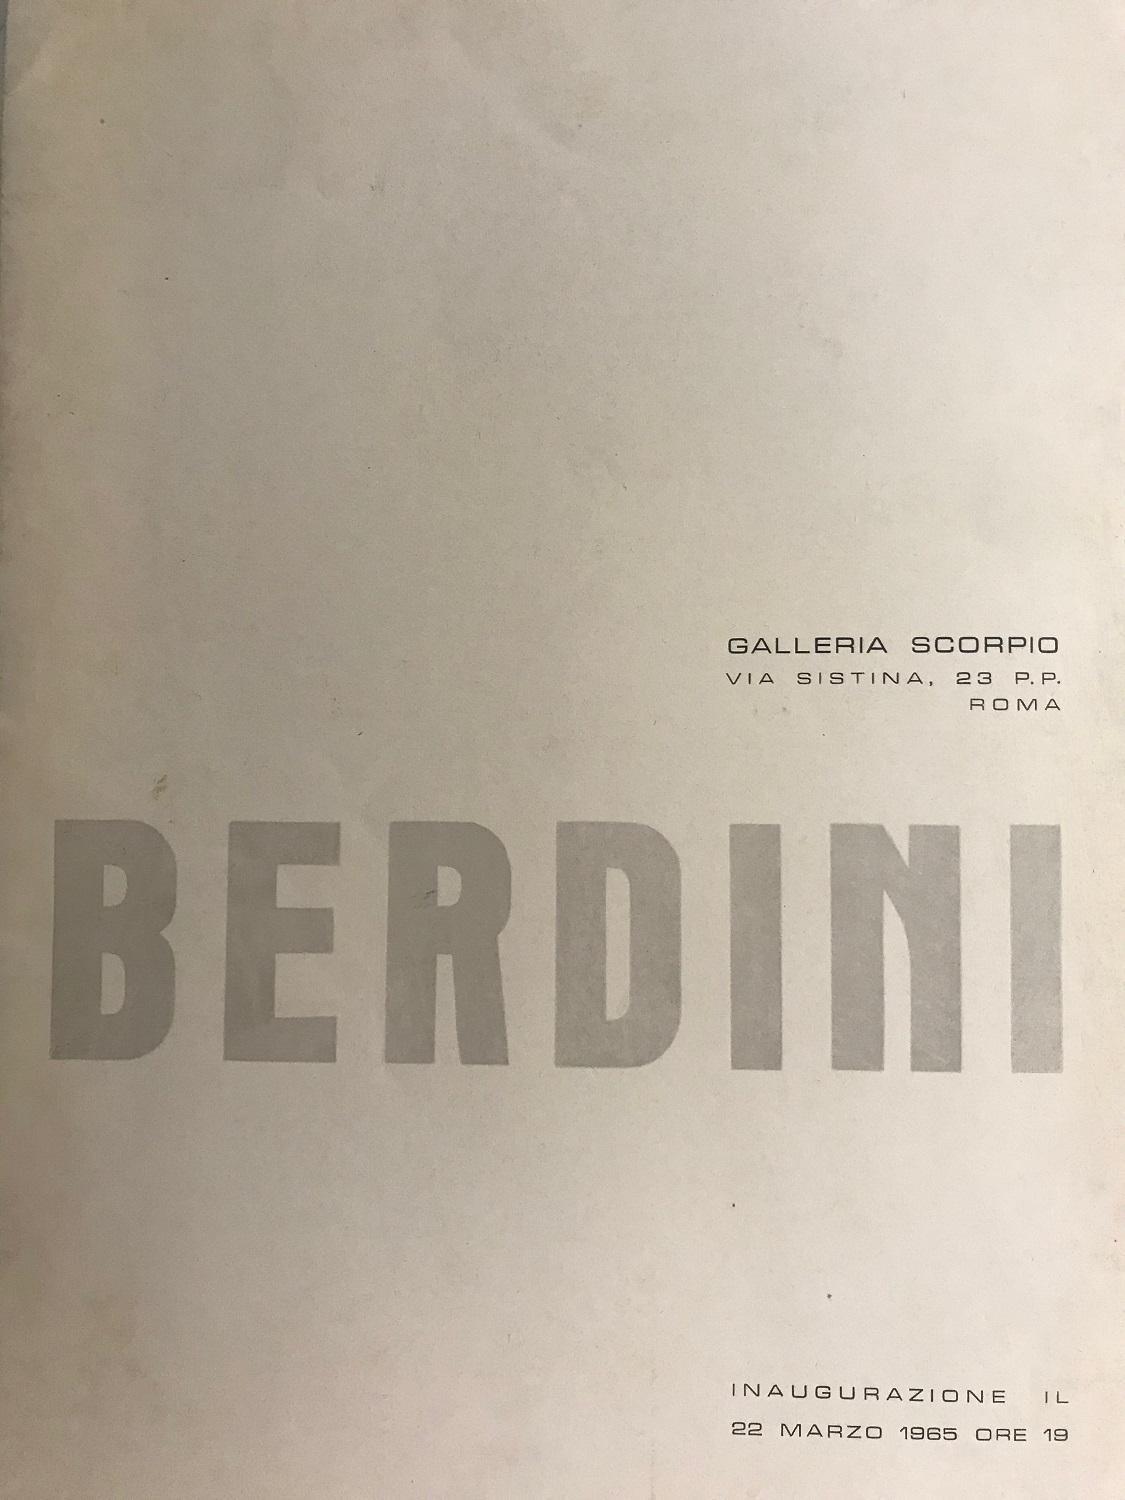 GALLERIA SCORPIO
VIA SISTINA, 23 P.P.
ROMA
BERDINI
INAUGURAZIONE IL
22 MARZO 1965 ORE 19